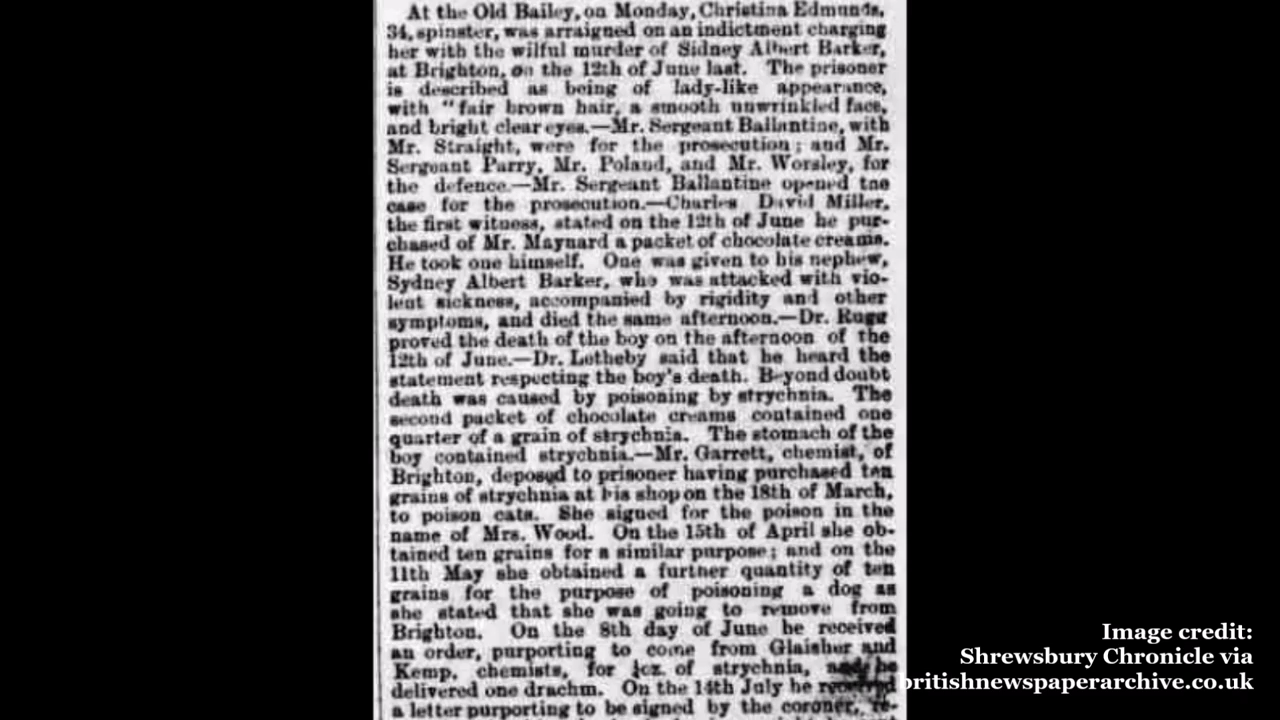 At the Old Bailey, on Monday, Christina Edmunds,
34, spinster, was arraigned on an indictment charging
her with the wilful murder of Sidney Albert Barker,
at Brighton, on the 12th of June last. The prisoner
is described as being of lady-like appearance,
with "fair brown hair, a smooth unwrinkled face,
and bright clear eyes.—Mr. Sergeant Ballantine, with
Mr. Straight, were for the prosecution; and Mr.
Sergeant Parry, Mr. Poland, and Mr. Worsley, for
the defence.—Mr. Sergeant Ballantine opened tne
case for the prosecution.—Charles David Miller,
the first witness, stated on the 12th of June he pur-
chased of Mr. Maynard a packet of chocolate creams.
He took one himself. One was given to his nephew,
Sydney Albert Barker, who was attacked with vio-
lent sickness, accompanied by rigidity and other
symptoms, and died the same afternoon.—Dr. Rugg
proved the death of the boy on the afternoon of the
12th of June.—Dr. Letheby said that he heard the
statement respecting the boy's death. Beyond doubt
death was caused by poisoning by strychnia. The
second packet of chocolate creams contained one
quarter of a grain of strychnia. The stomach of the
boy contained strychnia.—Mr. Garrett, chemist, of
Brighton, deposed to prisoner having purchased ten
grains of strychnia at his shop on the 18th of March,
to poison cats. She signed for the poison in the
name of Mrs. Wood. On the 15th of April she ob-
tained ten grains for a similar purpose; and on the
11th May she obtained a further quantity of ten
grains for the purpose of poisoning a dog as
she stated that she was going to remove from
Brighton. On the 8th day of June he received
an order, purporting to come from Glaisher and
Kemp, chemists, for oz. of strychnia, and he
delivered one drachm. On the 14th July he received
a letter purporting to be signed by the coroner, re-
Image credit:
Shrewsbury Chronicle via
britishnewspaperarchive.co.uk